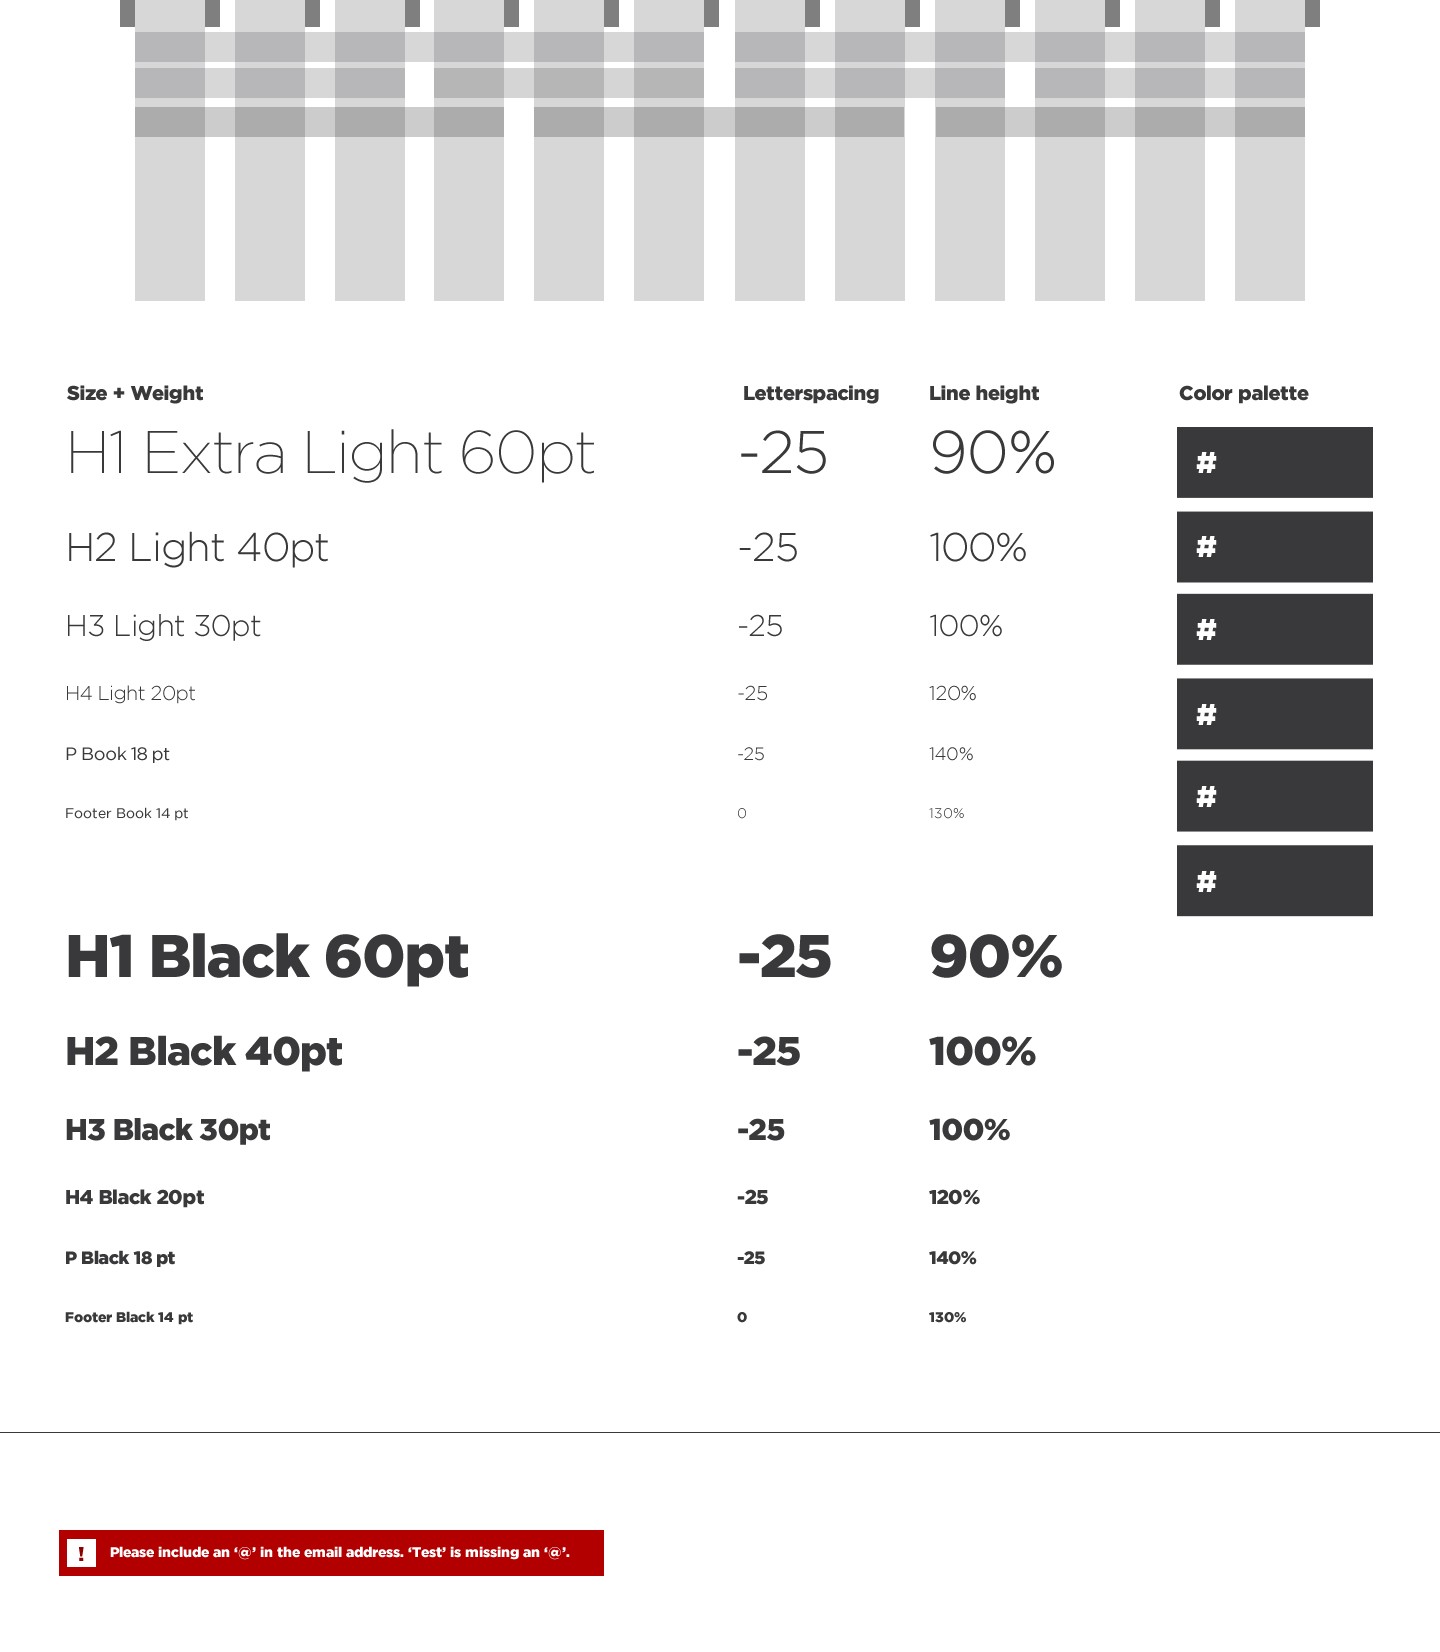 Size + Weight Letterspacing Line height Color palette
H1 Extra Light 60pt -25 90% #
H2 Light 40pt -25 100% #
H3 Light 30pt -25 100% #
H4 Light 20pt -25 120% #
P Book 18 pt -25 140% #
Footer Book 14 pt 0 130% #
H1 Black 60pt -25 90%
H2 Black 40pt -25 100%
H3 Black 30pt -25 100%
H4 Black 20pt -25 120%
P Black 18 pt -25 140%
Footer Black 14 pt 0 130%
! Please include an ‘@’ in the email address. ‘Test’ is missing an ‘@’.